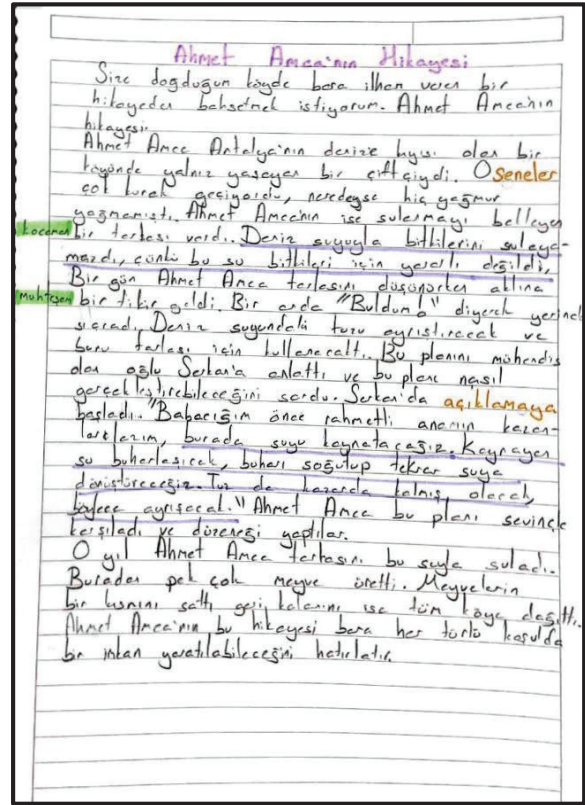 Ahmet Amca'nın Hikayesi
Size doğduğun köyde bana ilham veren bir
hikayeden bahsetmek istiyorum. Ahmet Amca'nın
hikayesi.
Ahmet Amca Antalya'nın denize kıyısı olan bir
köyünde yalnız yaşayan bir çiftçiydi. O seneler
çok kurak geçiyordu, neredeyse hiç yağmur
yağmamıştı. Ahmet Amca'nın ise sulanmayı bekleyen
kocaman bir tarlası vardı. Deniz suyuyla bitkilerini sulaya-
mazdı, çünkü bu su bitkileri için yararlı değildi,
Bir gün Ahmet Amca tarlasını düşünürken aklına
muhteşem bir fikir geldi. Bir anda "Buldum!" diyerek yerinden
sıçradı. Deniz suyundaki tuzu ayrıştıracak ve
bunu tarlası için kullanacaktı. Bu planını mühendis
olan oğlu Serkan'a anlattı ve bu planı nasıl
gerçekleştirebileceğini sordu. Serkan'da açıklamaya
başladı. "Babacığım önce rahmetli anamın kazan-
burada suyu kaynatacağız. Kaynayan
su buharlaşıcak, buharı soğutup tekrar suya
dönüştüreceğiz. Tuz da kazanda kalmış olacak,
böylece ayrışacak." Ahmet Amca bu planı sevinçle
karşıladı ve düzeneği yaptılar.
O yıl Ahmet Amca tarlasını bu suyla suladı.
Buradan pek çok meyve üretti. Meyvelerin
bir kısmını sattı geri kalanını ise tüm köye dağıttı.
Ahmet Amca'nın bu hikayesi bana her türlü koşulda
bir imkan yaratılabileceğini hatırlatır.